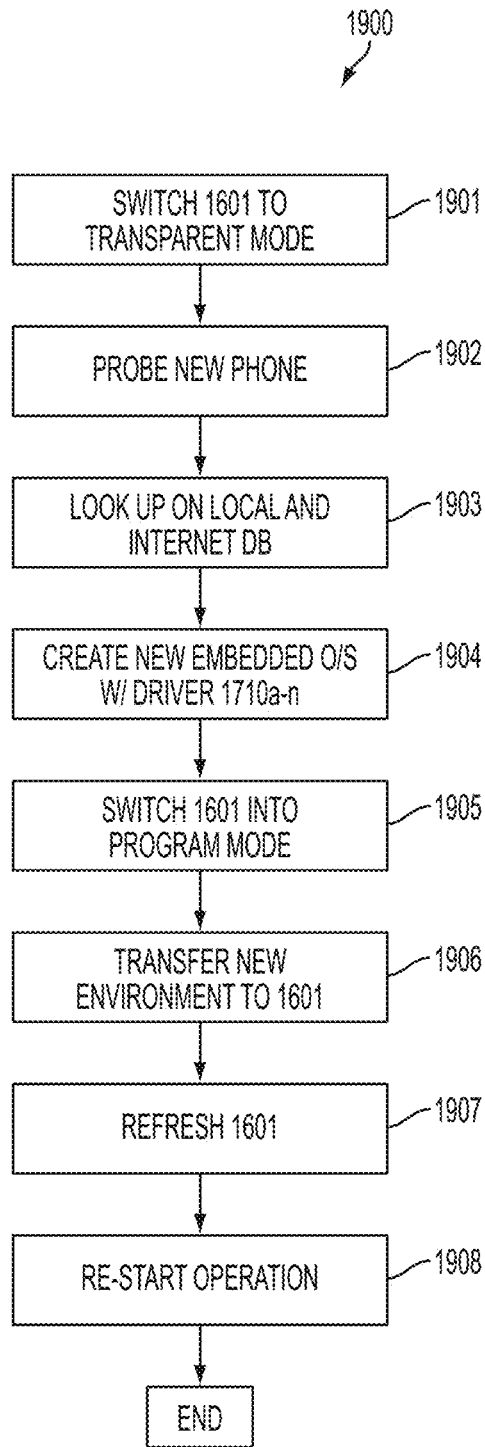 1900
SWITCH 1601 TO
TRANSPARENT MODE
1901
PROBE NEW PHONE
1902
LOOK UP ON LOCAL AND
INTERNET DB
1903
CREATE NEW EMBEDDED O/S
W/ DRIVER 1710a-n
1904
SWITCH 1601 INTO
PROGRAM MODE
1905
TRANSFER NEW
ENVIRONMENT TO 1601
1906
REFRESH 1601
1907
RE-START OPERATION
1908
END